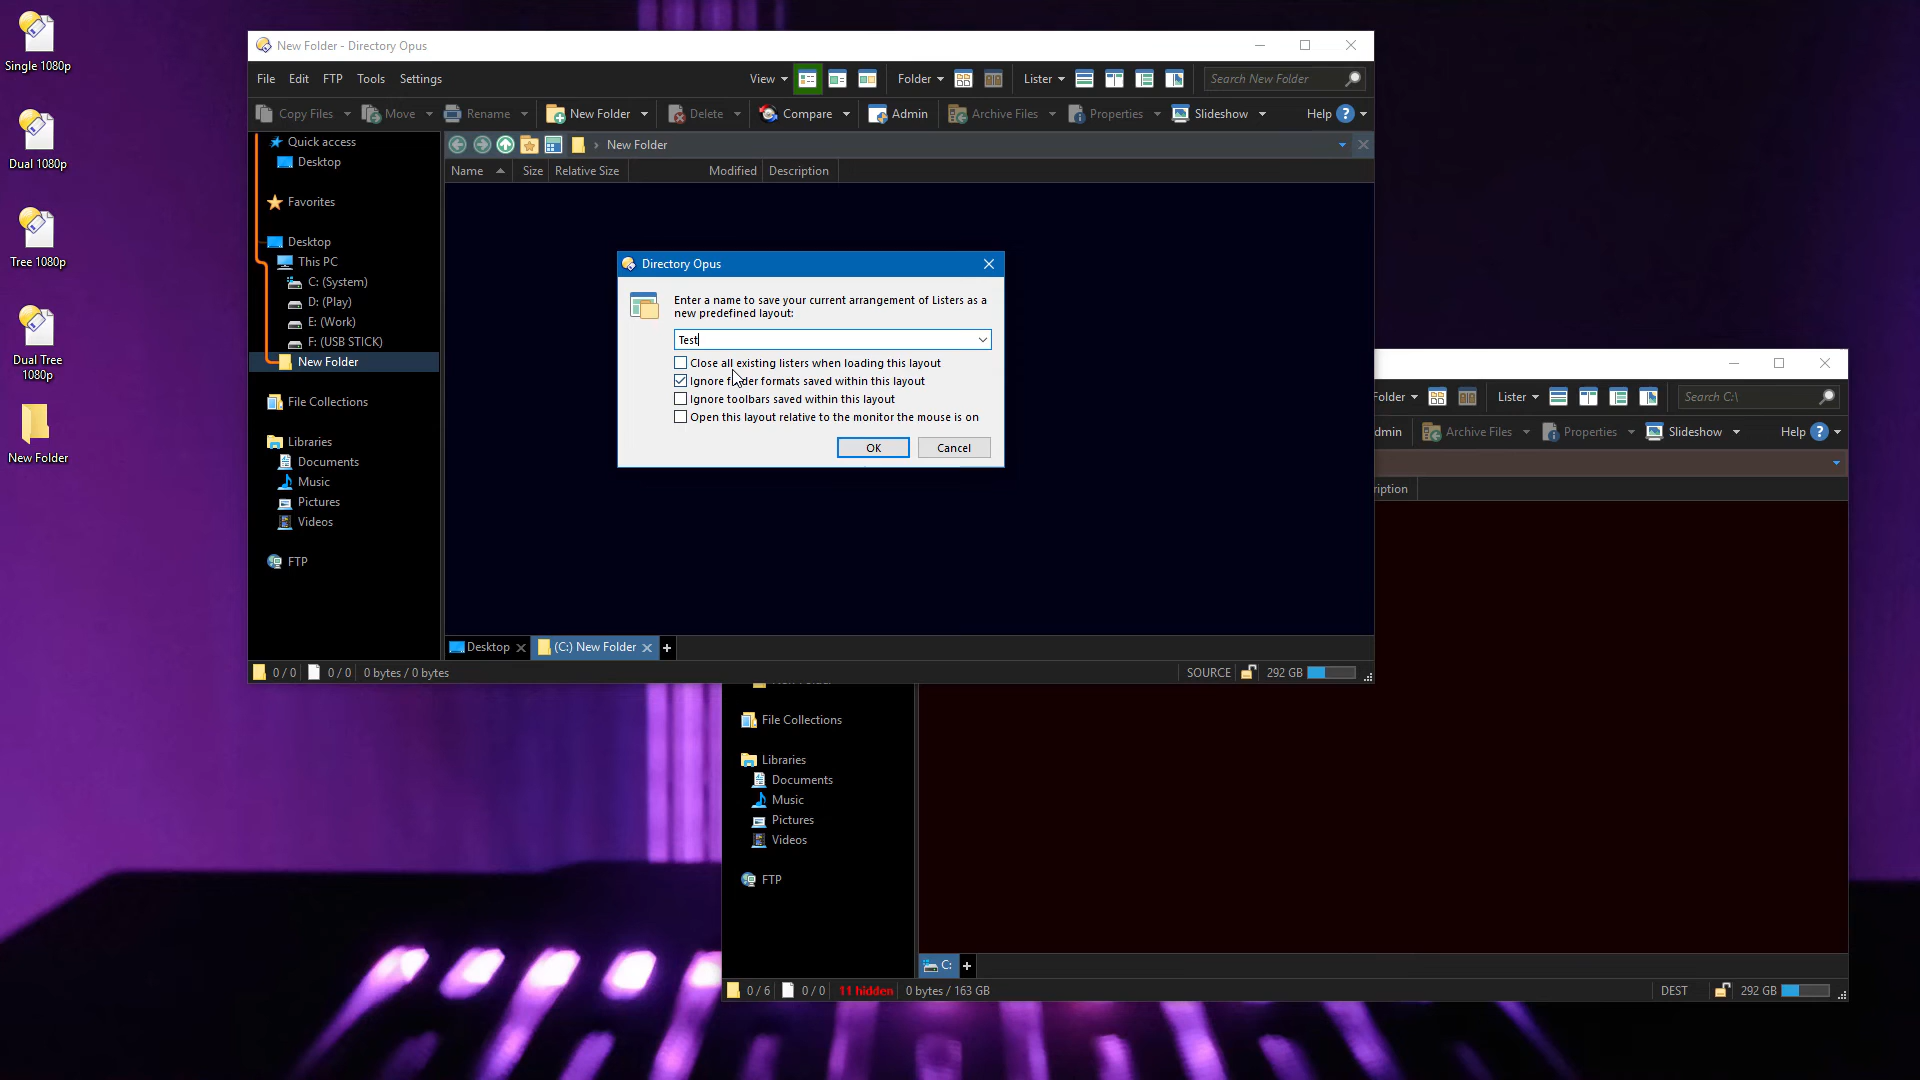 Single 1080p
Dual 1080p
Tree 1080p
Dual Tree
1080p
New Folder
New Folder - Directory Opus
File Edit FTP Tools Settings
View Folder Lister Search New Folder
Copy Files Move Rename New Folder Delete Compare Admin Archive Files Properties Slideshow Help
Quick access
Desktop
Favorites
Desktop
This PC
C: (System)
D: (Play)
E: (Work)
F: (USB STICK)
New Folder
File Collections
Libraries
Documents
Music
Pictures
Videos
FTP
New Folder
Name Size Relative Size Modified Description
Directory Opus
Enter a name to save your current arrangement of Listers as a
new predefined layout:
Test
Close all existing listers when loading this layout
Ignore folder formats saved within this layout
Ignore toolbars saved within this layout
Open this layout relative to the monitor the mouse is on
OK Cancel
Desktop (C:) New Folder
0 / 0 0 / 0 0 bytes / 0 bytes SOURCE 292 GB
older Lister Search C:\
dmin Archive Files Properties Slideshow Help
ription
File Collections
Libraries
Documents
Music
Pictures
Videos
FTP
C:
0 / 6 0 / 0 11 hidden 0 bytes / 163 GB DEST 292 GB